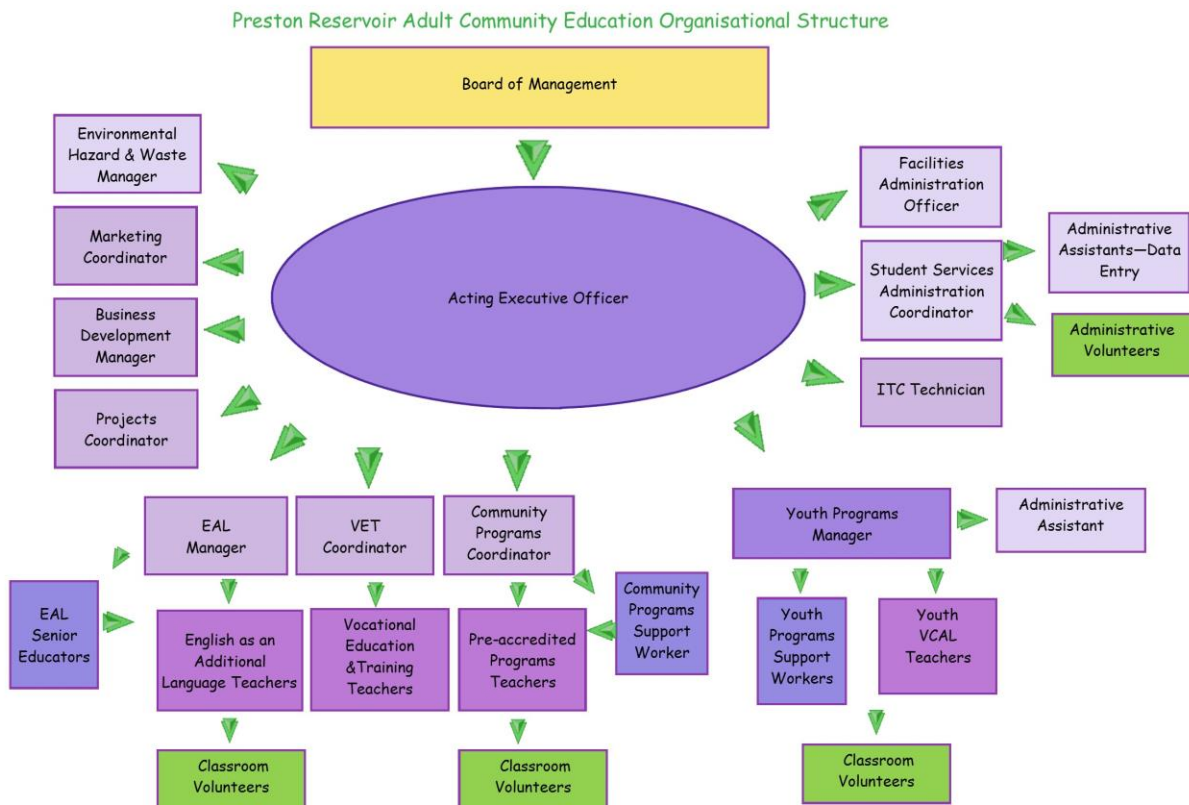 Preston Reservoir Adult Community Education Organisational Structure
Board of Management
Environmental
Hazard & Waste
Manager
Marketing
Coordinator
Business
Development
Manager
Projects
Coordinator
Acting Executive Officer
Facilities
Administration
Officer
Student Services
Administration
Coordinator
ITC Technician
Administrative
Assistants—Data
Entry
Administrative
Volunteers
EAL
Manager
VET
Coordinator
Community
Programs
Coordinator
Youth Programs
Manager
Administrative
Assistant
EAL
Senior
Educators
English as an
Additional
Language Teachers
Vocational
Education
&Training
Teachers
Pre-accredited
Programs
Teachers
Community
Programs
Support
Worker
Youth
Programs
Support
Workers
Youth
VCAL
Teachers
Classroom
Volunteers
Classroom
Volunteers
Classroom
Volunteers